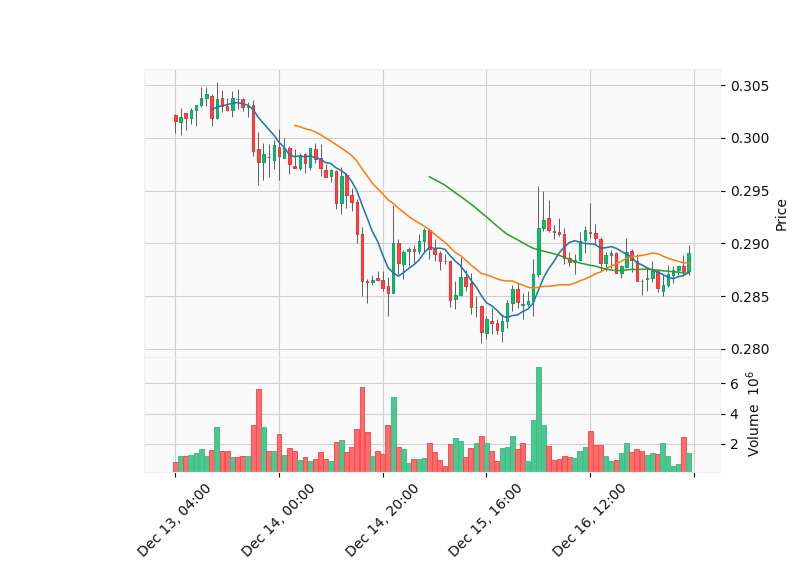 0.305
0.300
0.295
0.290
0.285
0.280
Price
6
4
2
Volume 10^6
Dec 13, 04:00
Dec 14, 00:00
Dec 14, 20:00
Dec 15, 16:00
Dec 16, 12:00